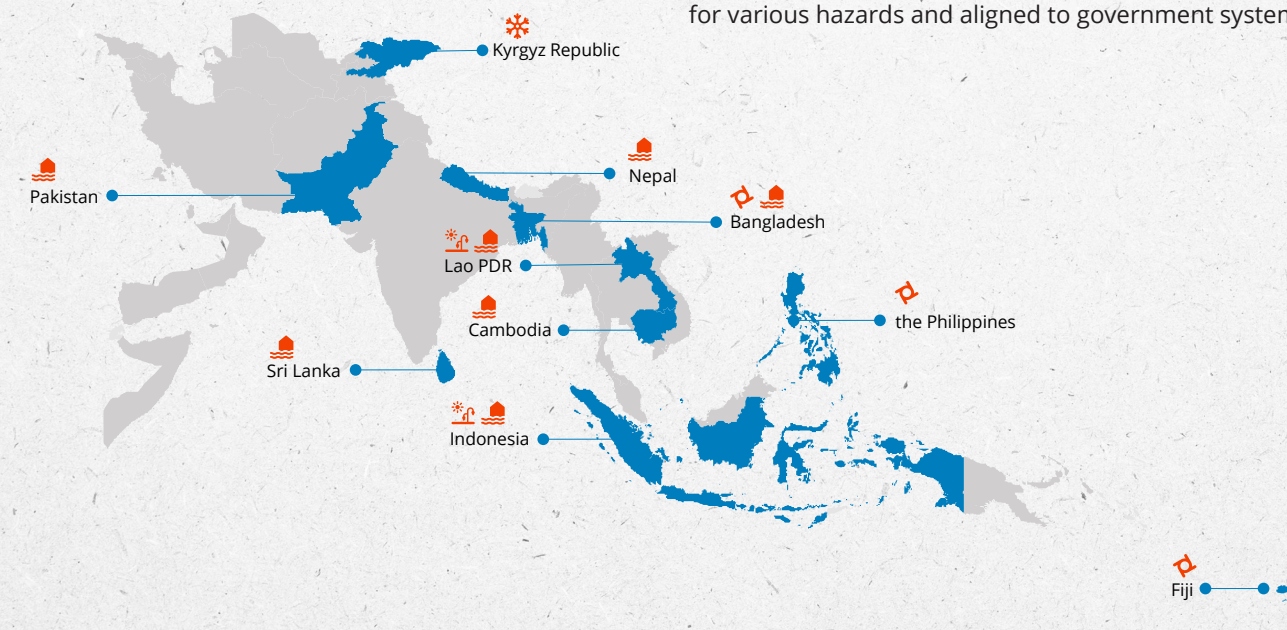 for various hazards and aligned to government system
Kyrgyz Republic
Nepal
Pakistan
Bangladesh
Lao PDR
the Philippines
Cambodia
Sri Lanka
Indonesia
Fiji